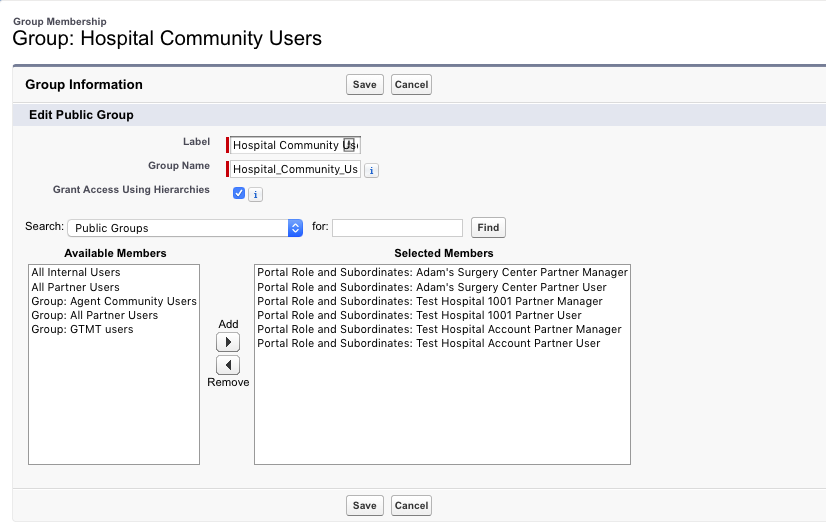 Group Membership
Group: Hospital Community Users
Group Information
Save
Cancel
Edit Public Group
Label
Hospital Community
Group Name
Hospital_Community_Us
i
Grant Access Using Hierarchies
i
Search:
Public Groups
for:
Find
Available Members
All Internal Users
All Partner Users
Group: Agent Community Users
Group: All Partner Users
Group: GTMT users
Add
Remove
Selected Members
Portal Role and Subordinates: Adam's Surgery Center Partner Manager
Portal Role and Subordinates: Adam's Surgery Center Partner User
Portal Role and Subordinates: Test Hospital 1001 Partner Manager
Portal Role and Subordinates: Test Hospital 1001 Partner User
Portal Role and Subordinates: Test Hospital Account Partner Manager
Portal Role and Subordinates: Test Hospital Account Partner User
Save
Cancel